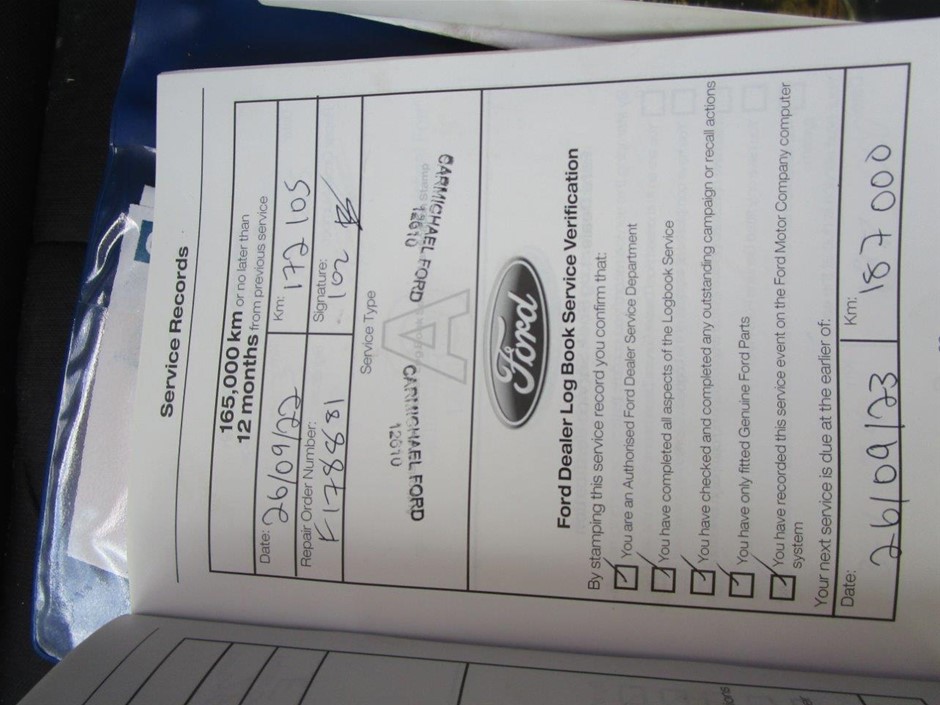 Service Records
165,000 km or no later than
12 months from previous service
Date: 26/09/22
Km: 172 105
Repair Order Number:
F178881
Signature:
Service Type
CARMICHAEL FORD
12610
CARMICHAEL FORD
12610
Ford
Ford Dealer Log Book Service Verification
By stamping this service record you confirm that:
You are an Authorised Ford Dealer Service Department
You have completed all aspects of the Logbook Service
You have checked and completed any outstanding campaign or recall actions
You have only fitted Genuine Ford Parts
You have recorded this service event on the Ford Motor Company computer
system
Your next service is due at the earlier of:
Date: 26/09/23
Km: 187000